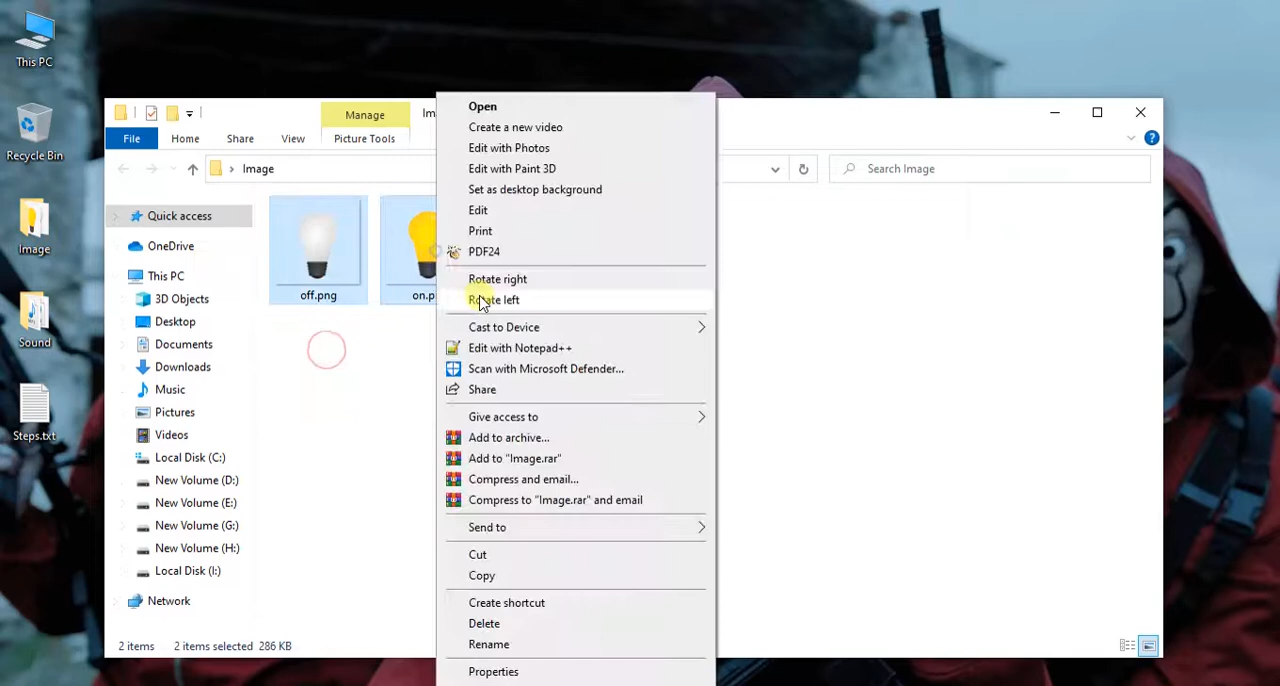 This PC
Recycle Bin
Image
Sound
Steps.txt
Manage
Im
File
Home
Share
View
Picture Tools
Image
Search Image
Quick access
OneDrive
This PC
3D Objects
Desktop
Documents
Downloads
Music
Pictures
Videos
Local Disk (C:)
New Volume (D:)
New Volume (E:)
New Volume (G:)
New Volume (H:)
Local Disk (I:)
Network
off.png
on.p
Open
Create a new video
Edit with Photos
Edit with Paint 3D
Set as desktop background
Edit
Print
PDF24
Rotate right
Rotate left
Cast to Device
Edit with Notepad++
Scan with Microsoft Defender...
Share
Give access to
Add to archive...
Add to "Image.rar"
Compress and email...
Compress to "Image.rar" and email
Send to
Cut
Copy
Create shortcut
Delete
Rename
Properties
2 items 2 items selected 286 KB